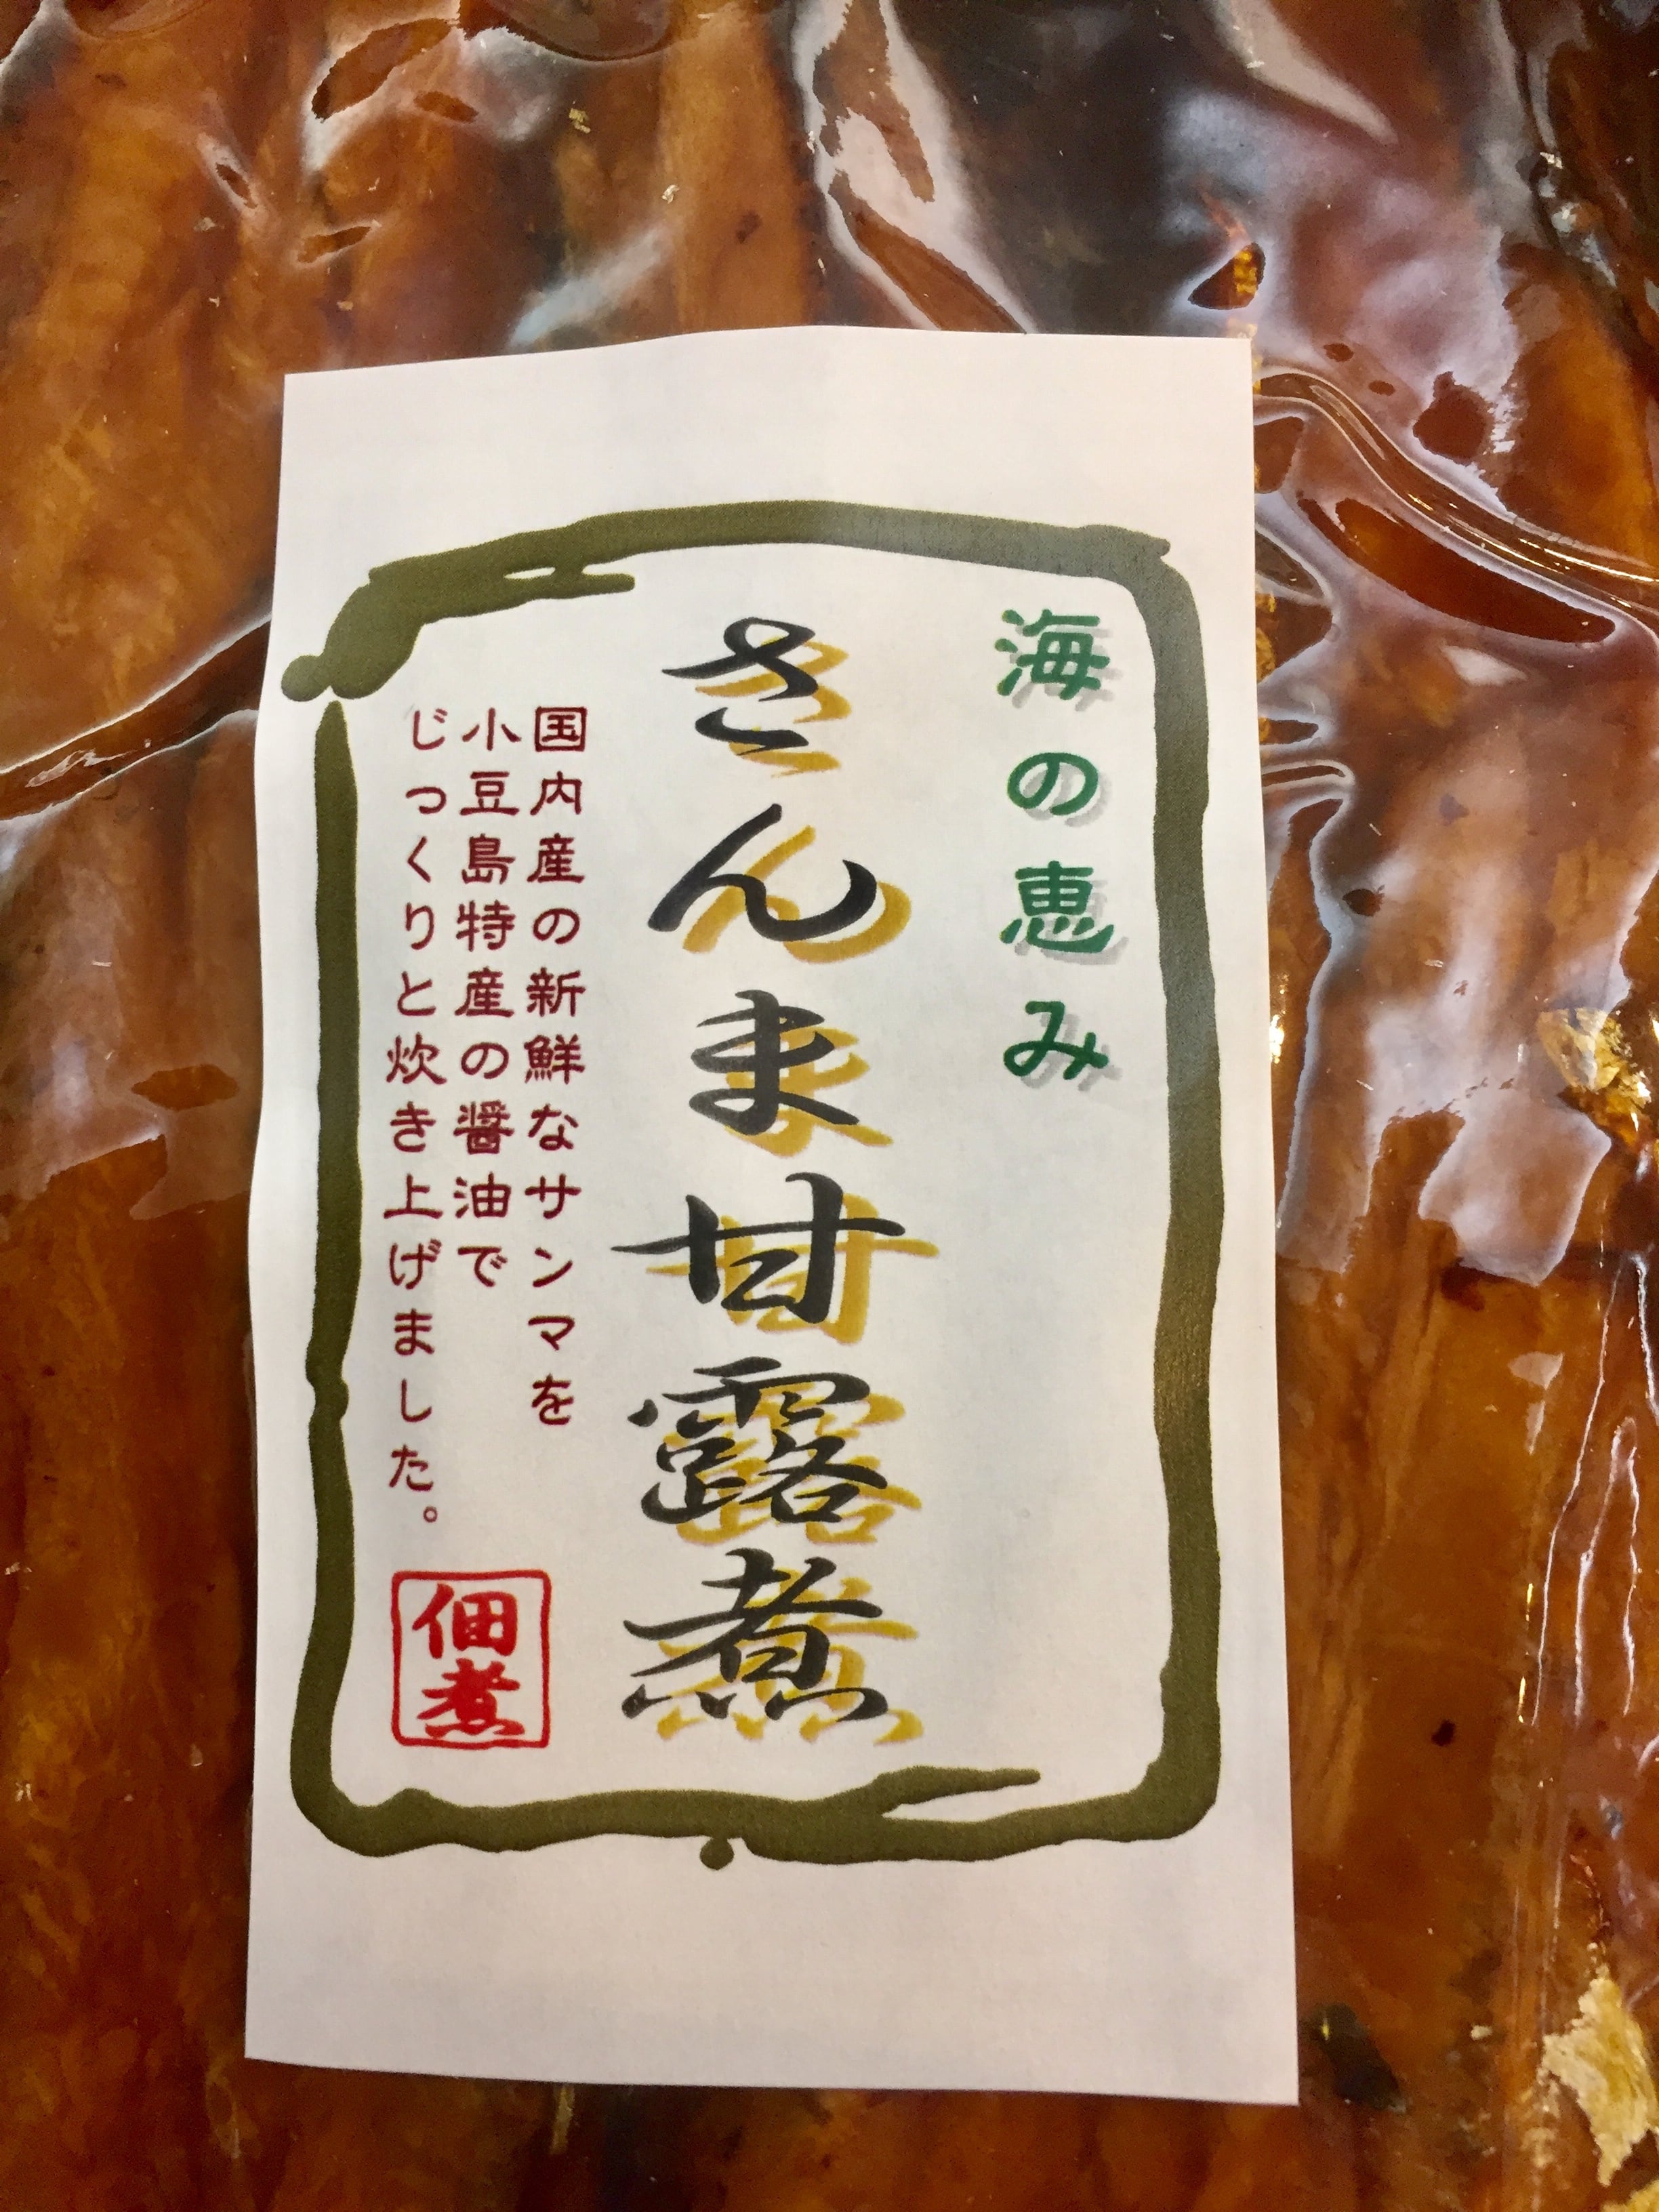 海の恵み
さんま甘露煮
国内産の新鮮なサンマを
小豆島特産の醤油で
じっくりと炊き上げました。
佃煮